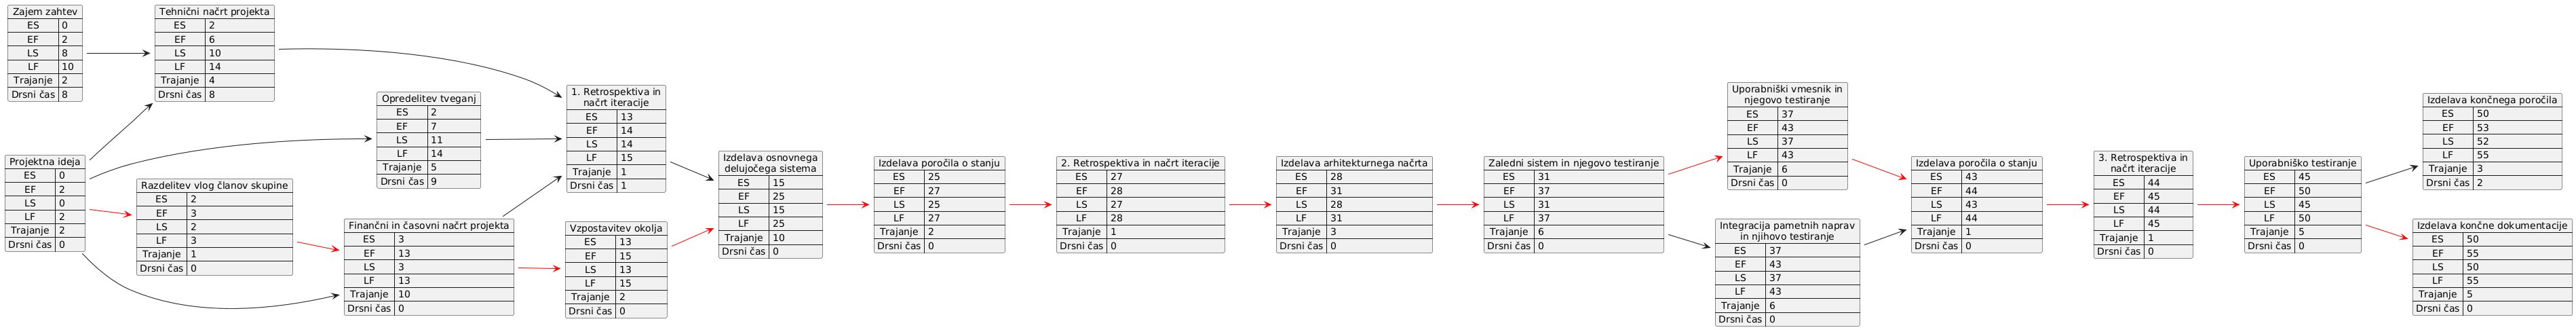 Zajem zahtev
ES 0
EF 2
LS 8
LF 10
Trajanje 2
Drsni čas 8
Projektna ideja
ES 0
EF 2
LS 0
LF 2
Trajanje 2
Drsni čas 0
Tehnični načrt projekta
ES 2
EF 6
LS 10
LF 14
Trajanje 4
Drsni čas 8
Razdelitev vlog članov skupine
ES 2
EF 3
LS 2
LF 3
Trajanje 1
Drsni čas 0
Opredelitev tveganj
ES 2
EF 7
LS 11
LF 14
Trajanje 5
Drsni čas 9
Finančni in časovni načrt projekta
ES 3
EF 13
LS 3
LF 13
Trajanje 10
Drsni čas 0
1. Retrospektiva in
načrt iteracije
ES 13
EF 14
LS 14
LF 15
Trajanje 1
Drsni čas 1
Vzpostavitev okolja
ES 13
EF 15
LS 13
LF 15
Trajanje 2
Drsni čas 0
Izdelava osnovnega
delujočega sistema
ES 15
EF 25
LS 15
LF 25
Trajanje 10
Drsni čas 0
Izdelava poročila o stanju
ES 25
EF 27
LS 25
LF 27
Trajanje 2
Drsni čas 0
2. Retrospektiva in načrt iteracije
ES 27
EF 28
LS 27
LF 28
Trajanje 1
Drsni čas 0
Izdelava arhitekturnega načrta
ES 28
EF 31
LS 28
LF 31
Trajanje 3
Drsni čas 0
Zaledni sistem in njegovo testiranje
ES 31
EF 37
LS 31
LF 37
Trajanje 6
Drsni čas 0
Uporabniški vmesnik in
njegovo testiranje
ES 37
EF 43
LS 37
LF 43
Trajanje 6
Drsni čas 0
Integracija pametnih naprav
in njihovo testiranje
ES 37
EF 43
LS 37
LF 43
Trajanje 6
Drsni čas 0
Izdelava poročila o stanju
ES 43
EF 44
LS 43
LF 44
Trajanje 1
Drsni čas 0
3. Retrospektiva in
načrt iteracije
ES 44
EF 45
LS 44
LF 45
Trajanje 1
Drsni čas 0
Uporabniško testiranje
ES 45
EF 50
LS 45
LF 50
Trajanje 5
Drsni čas 0
Izdelava končnega poročila
ES 50
EF 53
LS 52
LF 55
Trajanje 3
Drsni čas 2
Izdelava končne dokumentacije
ES 50
EF 55
LS 50
LF 55
Trajanje 5
Drsni čas 0